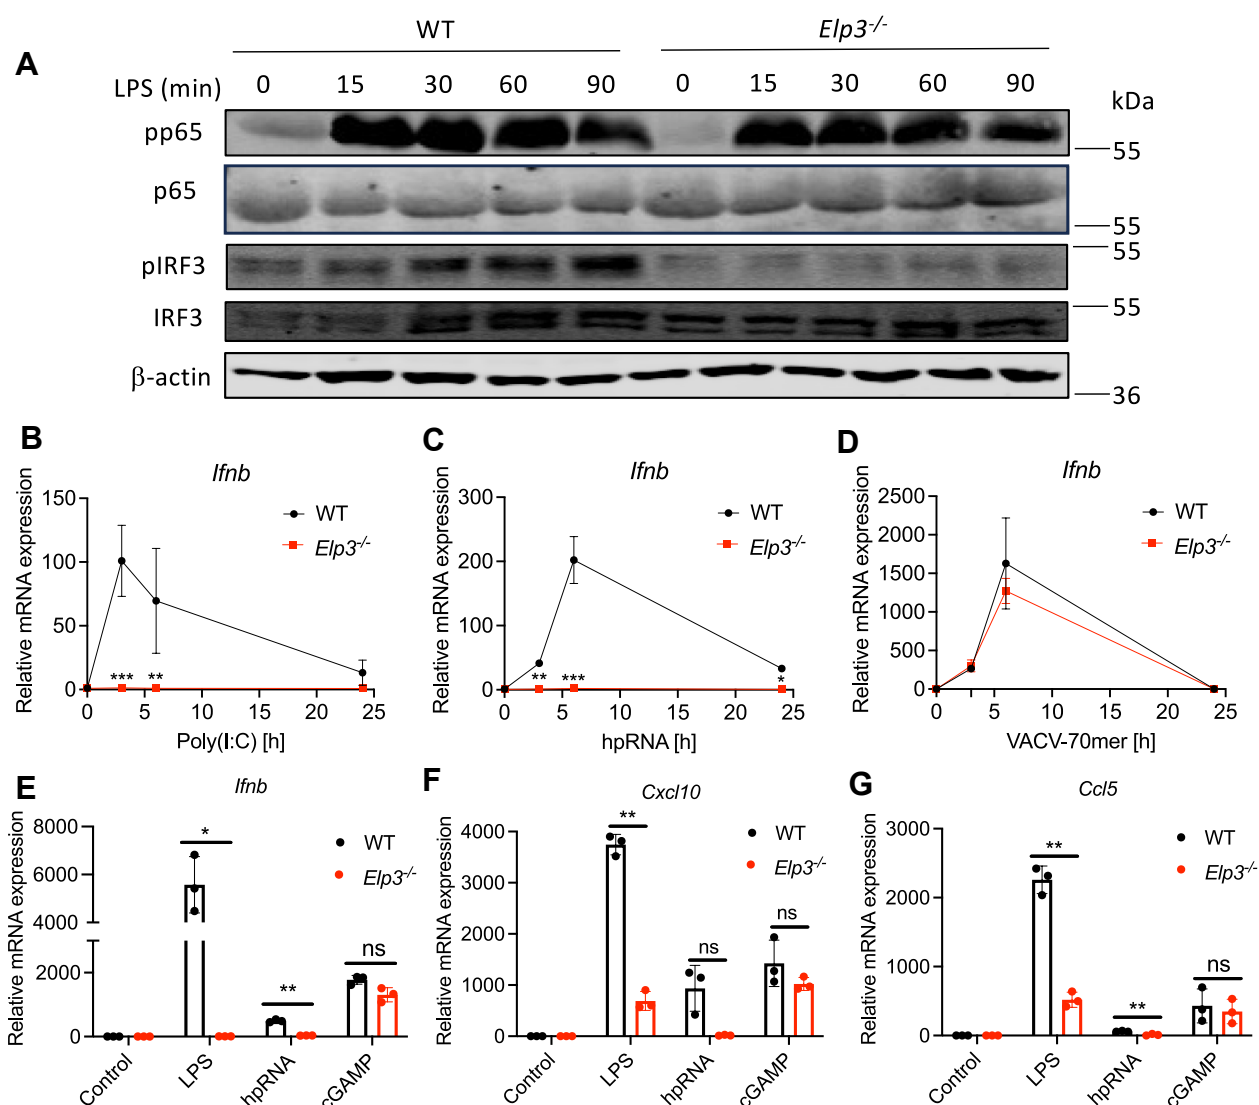 A
WT
Elp3-/-
LPS (min)
0 15 30 60 90 0 15 30 60 90
kDa
pp65
55
p65
55
pIRF3
55
IRF3
55
β-actin
36
B
Ifnb
Relative mRNA expression
150
100
50
0
*** **
0 5 10 15 20 25
Poly(I:C) [h]
WT
Elp3-/-
C
Ifnb
Relative mRNA expression
300
200
100
0
** *** *
0 5 10 15 20 25
hpRNA [h]
WT
Elp3-/-
D
Ifnb
Relative mRNA expression
2500
2000
1500
1000
500
0
0 5 10 15 20 25
VACV-70mer [h]
WT
Elp3-/-
E
Ifnb
Relative mRNA expression
8000
6000
4000
2000
0
* ** ns
Control LPS hpRNA cGAMP
WT
Elp3-/-
F
Cxcl10
Relative mRNA expression
4000
3000
2000
1000
0
** ns ns
Control LPS hpRNA cGAMP
WT
Elp3-/-
G
Ccl5
Relative mRNA expression
3000
2000
1000
0
** ** ns
Control LPS hpRNA cGAMP
WT
Elp3-/-